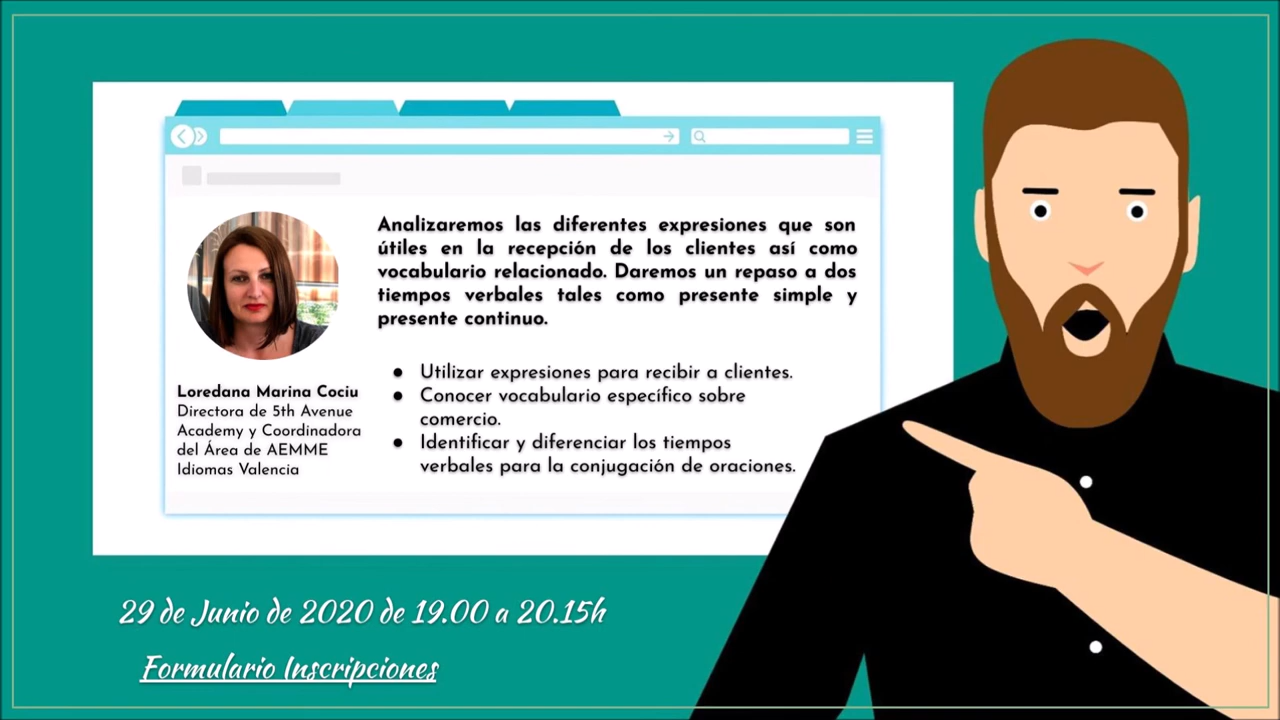 Analizaremos las diferentes expresiones que son
útiles en la recepción de los clientes así como
vocabulario relacionado. Daremos un repaso a dos
tiempos verbales tales como presente simple y
presente continuo.
● Utilizar expresiones para recibir a clientes.
● Conocer vocabulario específico sobre
comercio.
● Identificar y diferenciar los tiempos
verbales para la conjugación de oraciones.
Loredana Marina Cociu
Directora de 5th Avenue
Academy y Coordinadora
del Área de AEMME
Idiomas Valencia
29 de Junio de 2020 de 19.00 a 20.15h
Formulario Inscripciones